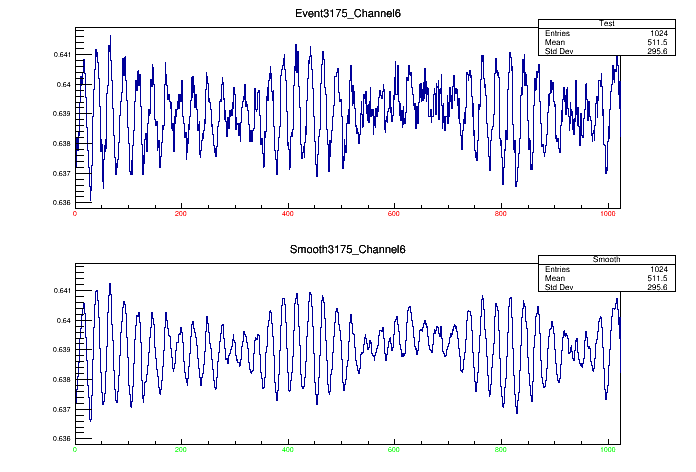 Event3175_Channel6
Test
Entries 1024
Mean 511.5
Std Dev 295.6
0.641
0.64
0.639
0.638
0.637
0.636
0 200 400 600 800 1000
Smooth3175_Channel6
Smooth
Entries 1024
Mean 511.5
Std Dev 295.6
0.641
0.64
0.639
0.638
0.637
0.636
0 200 400 600 800 1000